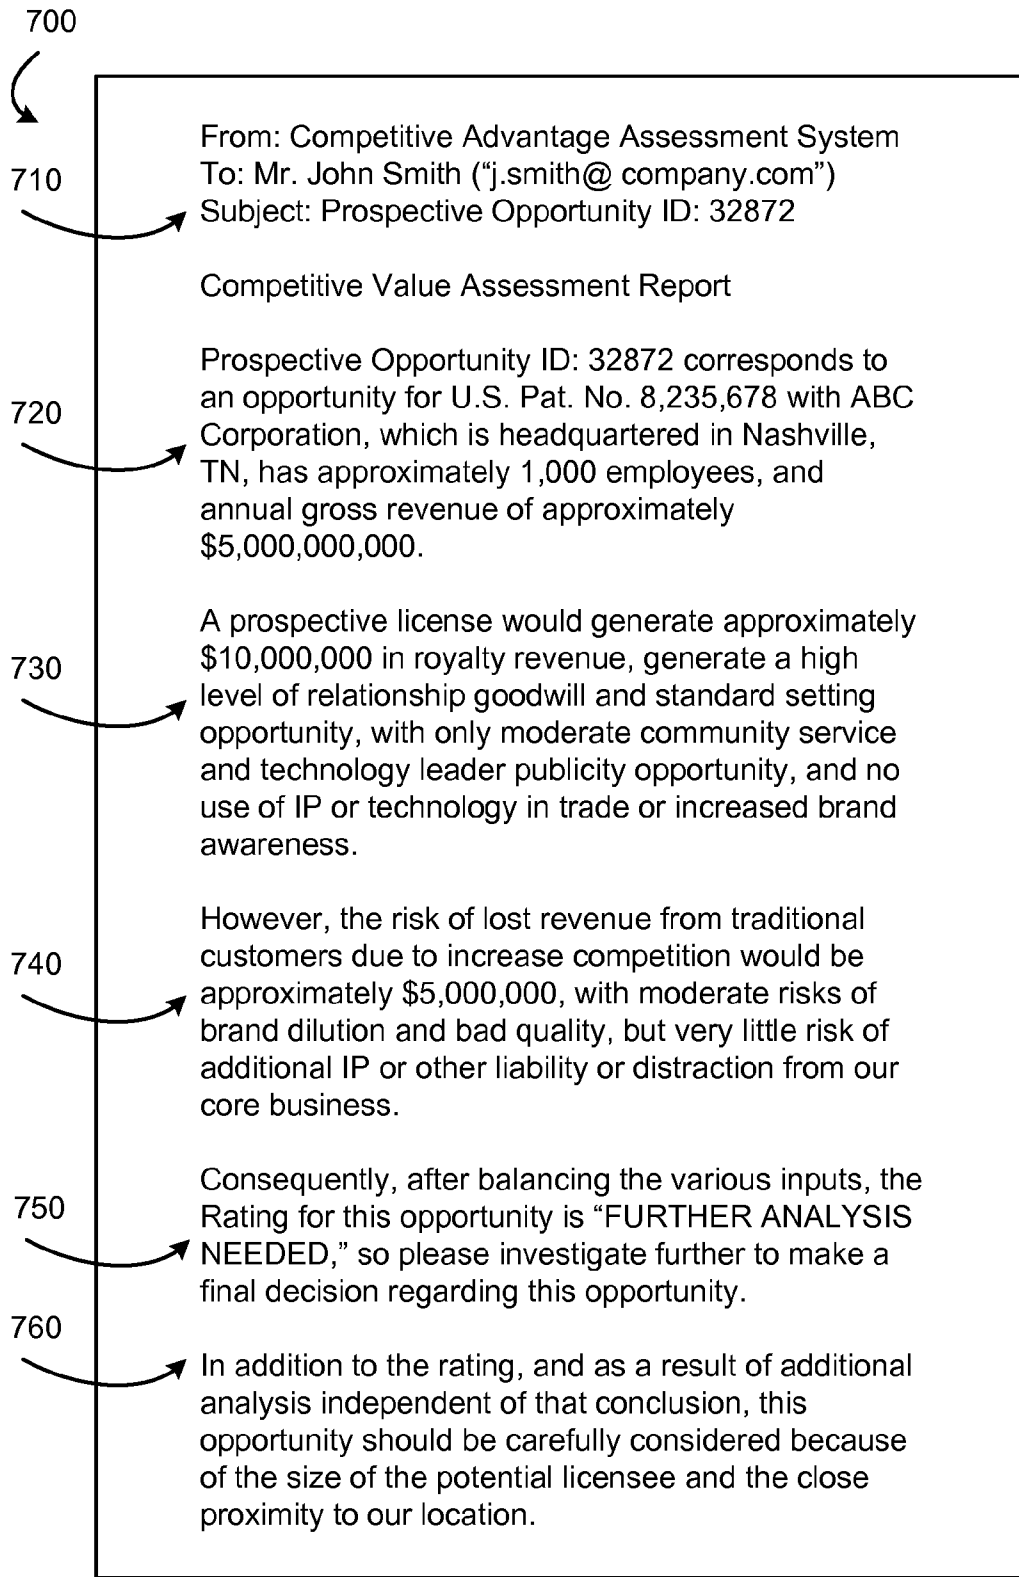 700
From: Competitive Advantage Assessment System
710
To: Mr. John Smith (“j.smith@ company.com”)
Subject: Prospective Opportunity ID: 32872
Competitive Value Assessment Report
Prospective Opportunity ID: 32872 corresponds to
720
an opportunity for U.S. Pat. No. 8,235,678 with ABC
Corporation, which is headquartered in Nashville,
TN, has approximately 1,000 employees, and
annual gross revenue of approximately
$5,000,000,000.
A prospective license would generate approximately
730
$10,000,000 in royalty revenue, generate a high
level of relationship goodwill and standard setting
opportunity, with only moderate community service
and technology leader publicity opportunity, and no
use of IP or technology in trade or increased brand
awareness.
However, the risk of lost revenue from traditional
740
customers due to increase competition would be
approximately $5,000,000, with moderate risks of
brand dilution and bad quality, but very little risk of
additional IP or other liability or distraction from our
core business.
Consequently, after balancing the various inputs, the
750
Rating for this opportunity is “FURTHER ANALYSIS
NEEDED,” so please investigate further to make a
final decision regarding this opportunity.
760
In addition to the rating, and as a result of additional
analysis independent of that conclusion, this
opportunity should be carefully considered because
of the size of the potential licensee and the close
proximity to our location.